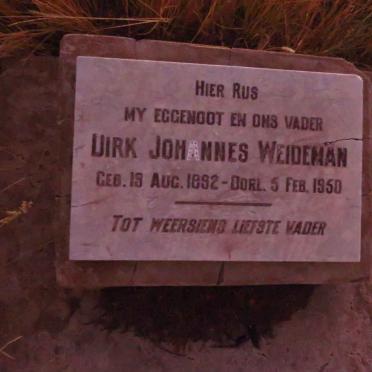 HIER RUS
MY EGGENOOT EN ONS VADER
DIRK JOHANNES WEIDEMAN
GEB. 19 AUG. 1892 - OORL. 5 FEB. 1950
TOT WEERSIENS LIEFSTE VADER